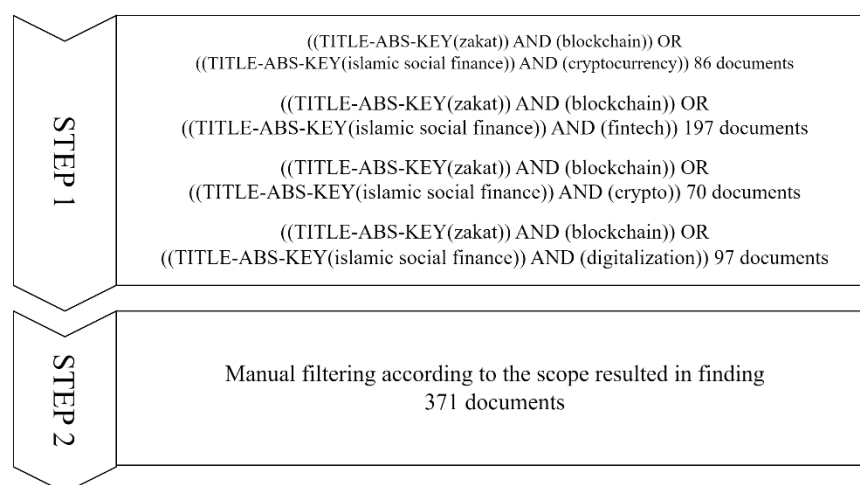 STEP 1
((TITLE-ABS-KEY(zakat)) AND (blockchain)) OR
((TITLE-ABS-KEY(islamic social finance)) AND (cryptocurrency)) 86 documents
((TITLE-ABS-KEY(zakat)) AND (blockchain)) OR
((TITLE-ABS-KEY(islamic social finance)) AND (fintech)) 197 documents
((TITLE-ABS-KEY(zakat)) AND (blockchain)) OR
((TITLE-ABS-KEY(islamic social finance)) AND (crypto)) 70 documents
((TITLE-ABS-KEY(zakat)) AND (blockchain)) OR
((TITLE-ABS-KEY(islamic social finance)) AND (digitalization)) 97 documents
STEP 2
Manual filtering according to the scope resulted in finding
371 documents